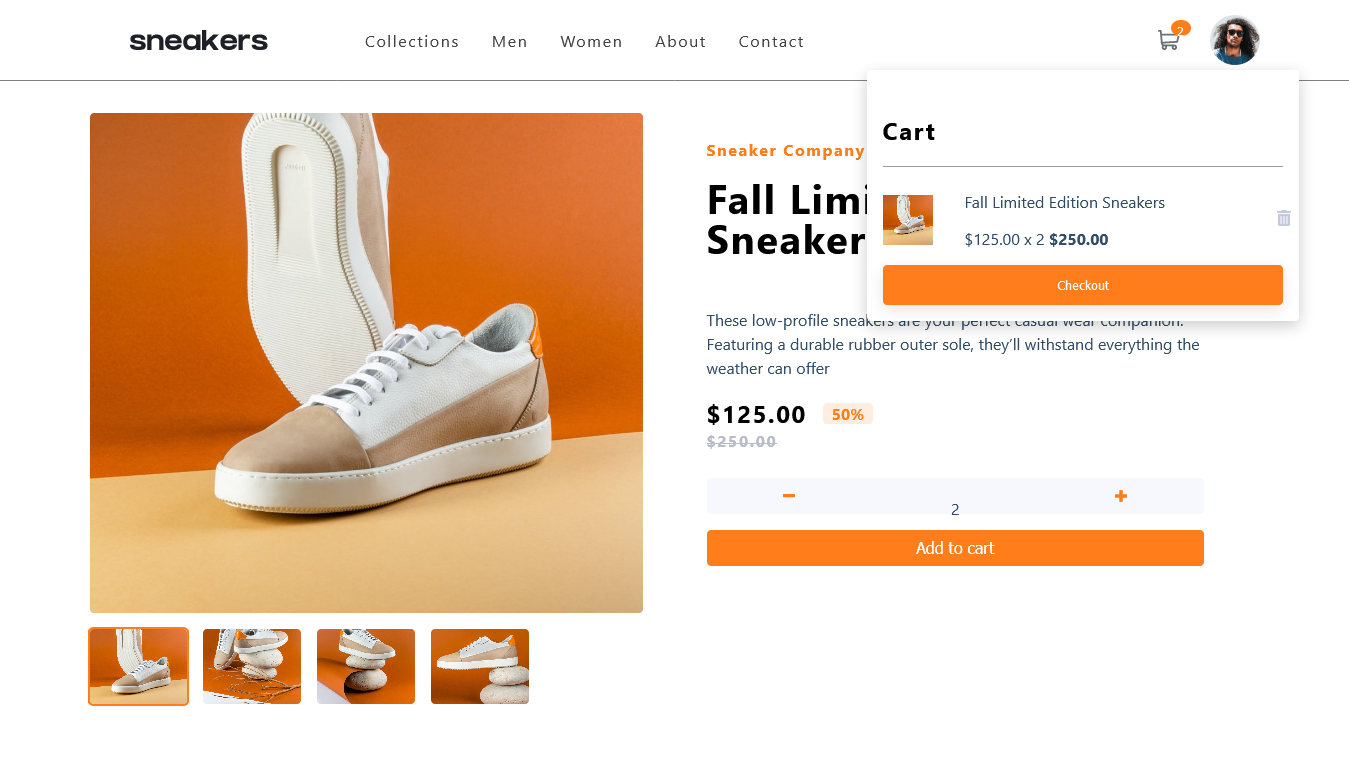 sneakers
Collections Men Women About Contact
2
Cart
Fall Limited Edition Sneakers
$125.00 x 2 $250.00
Checkout
Sneaker Company
Fall Limi
Sneaker
These low-profile sneakers are your perfect casual wear companion.
Featuring a durable rubber outer sole, they’ll withstand everything the
weather can offer
$125.00 50%
$250.00
2
Add to cart